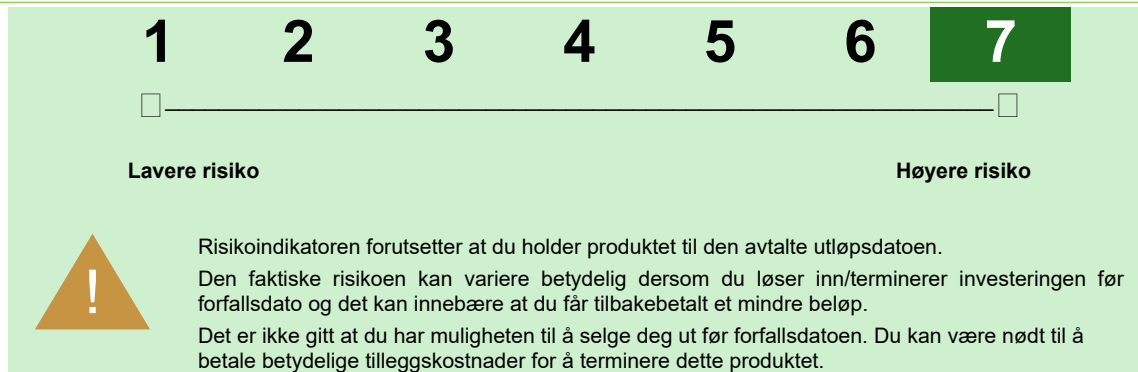 1 2 3 4 5 6 7
Lavere risiko Høyere risiko
!
Risikoindikatoren forutsetter at du holder produktet til den avtalte utløpsdatoen.
Den faktiske risikoen kan variere betydelig dersom du løser inn/terminerer investeringen før
forfallsdato og det kan innebære at du får tilbakebetalt et mindre beløp.
Det er ikke gitt at du har muligheten til å selge deg ut før forfallsdatoen. Du kan være nødt til å
betale betydelige tilleggskostnader for å terminere dette produktet.